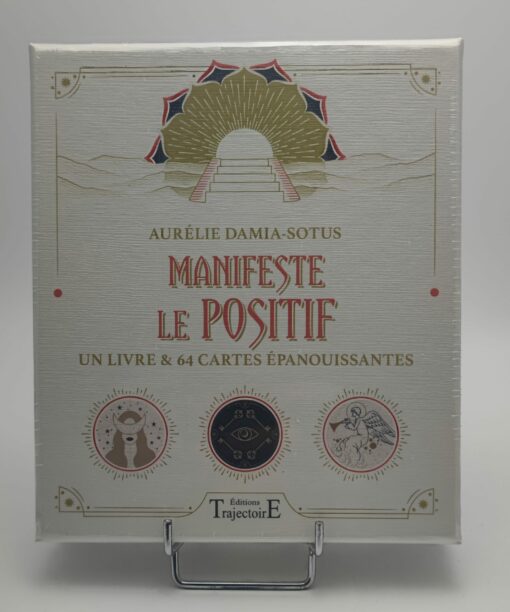 AURÉLIE DAMIA-SOTUS
MANIFESTE
LE POSITIF
UN LIVRE & 64 CARTES ÉPANOUISSANTES
Éditions
TrajectoirE